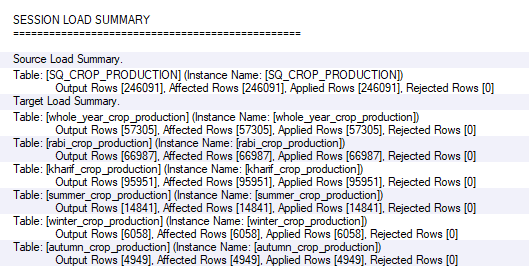 SESSION LOAD SUMMARY
================================================
Source Load Summary.
Table: [SQ_CROP_PRODUCTION] (Instance Name: [SQ_CROP_PRODUCTION])
Output Rows [246091], Affected Rows [246091], Applied Rows [246091], Rejected Rows [0]
Target Load Summary.
Table: [whole_year_crop_production] (Instance Name: [whole_year_crop_production])
Output Rows [57305], Affected Rows [57305], Applied Rows [57305], Rejected Rows [0]
Table: [rabi_crop_production] (Instance Name: [rabi_crop_production])
Output Rows [66987], Affected Rows [66987], Applied Rows [66987], Rejected Rows [0]
Table: [kharif_crop_production] (Instance Name: [kharif_crop_production])
Output Rows [95951], Affected Rows [95951], Applied Rows [95951], Rejected Rows [0]
Table: [summer_crop_production] (Instance Name: [summer_crop_production])
Output Rows [14841], Affected Rows [14841], Applied Rows [14841], Rejected Rows [0]
Table: [winter_crop_production] (Instance Name: [winter_crop_production])
Output Rows [6058], Affected Rows [6058], Applied Rows [6058], Rejected Rows [0]
Table: [autumn_crop_production] (Instance Name: [autumn_crop_production])
Output Rows [4949], Affected Rows [4949], Applied Rows [4949], Rejected Rows [0]